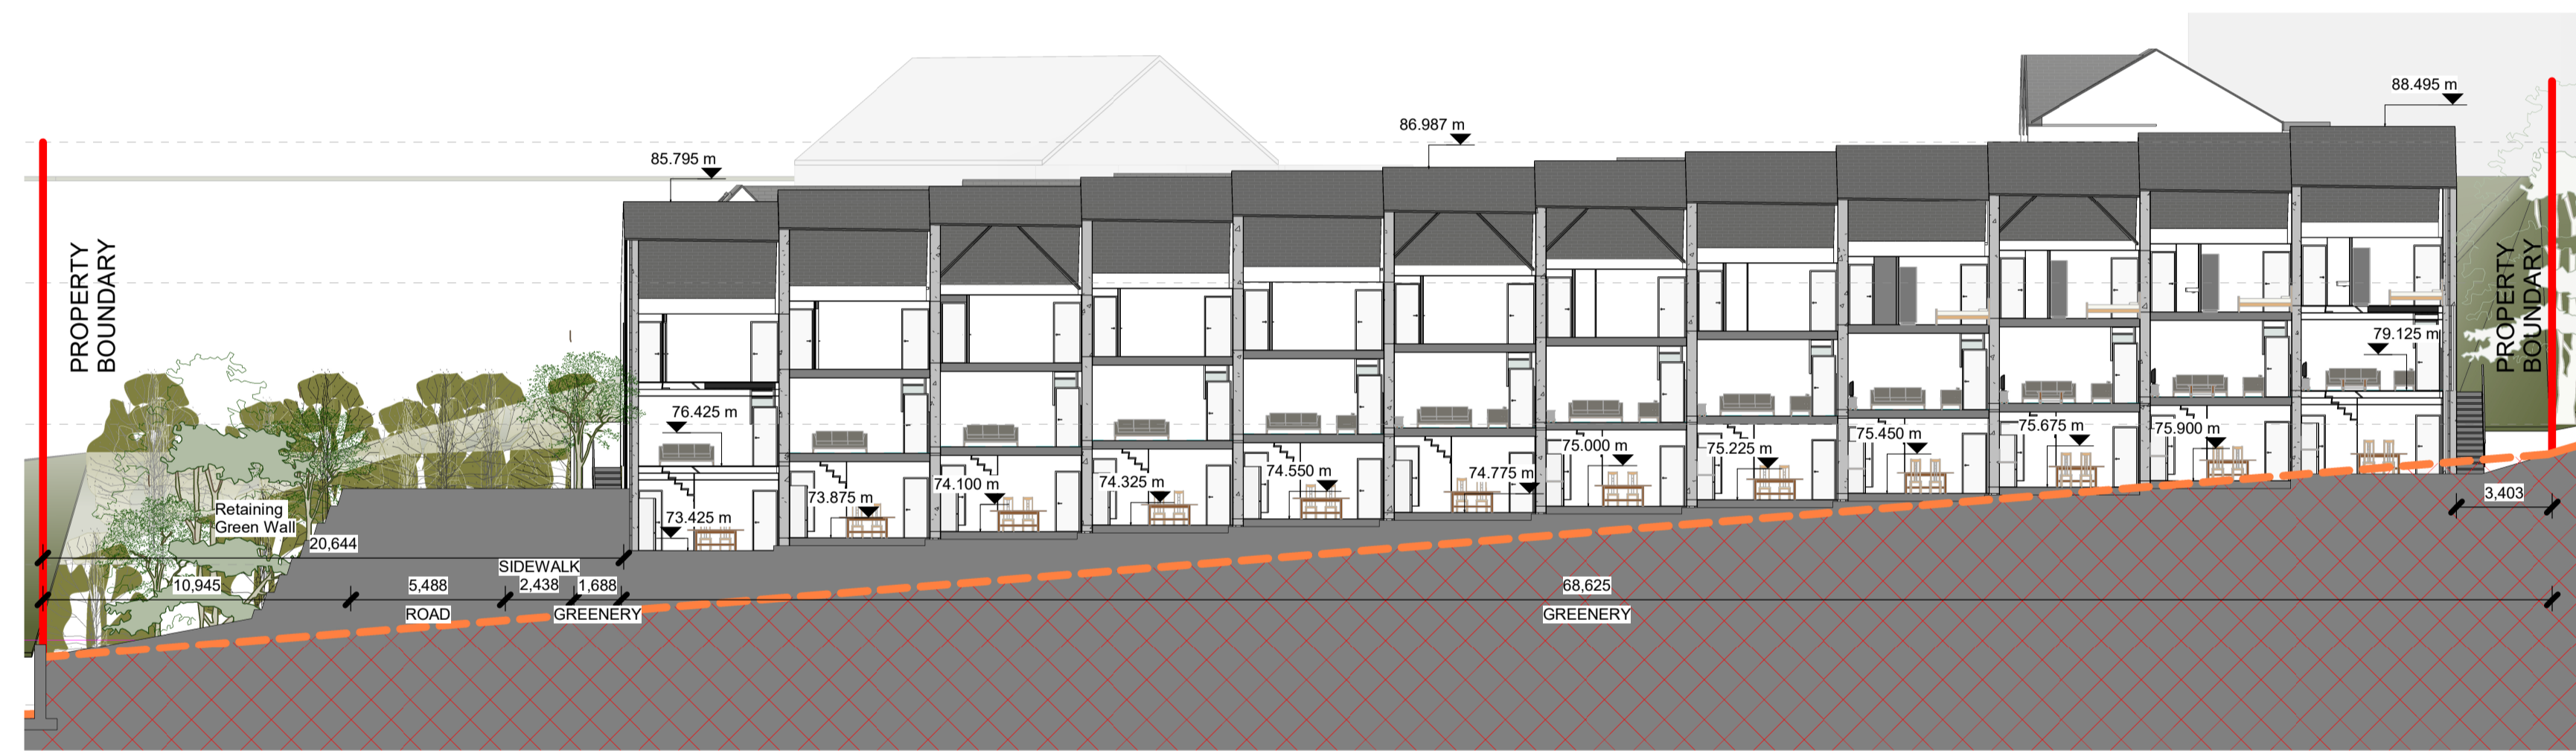 88.495 m
86.987 m
85.795 m
PROPERTY
BOUNDARY
PROPERTY
BOUNDARY
79.125 m
76.425 m
75.900 m
75.675 m
75.450 m
75.225 m
75.000 m
74.775 m
74.550 m
74.325 m
74.100 m
73.875 m
73.425 m
Retaining
Green Wall
3,403
20,644
SIDEWALK
10,945
5,488
2,438
1,688
68,625
ROAD
GREENERY
GREENERY